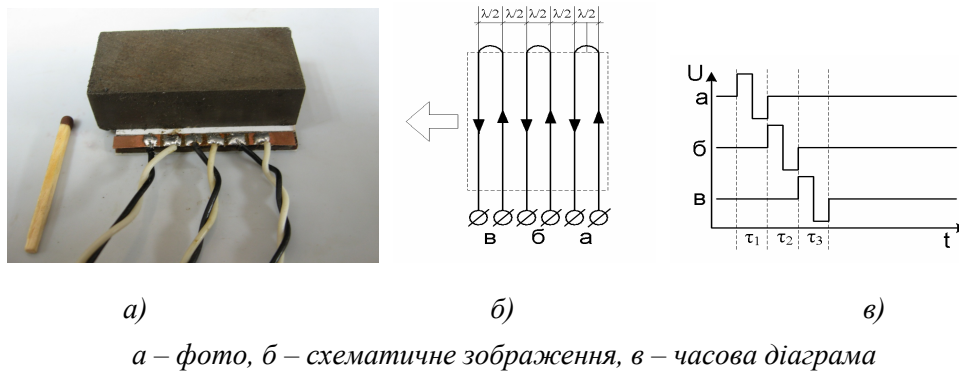 λ/2 λ/2 λ/2 λ/2 λ/2
в б а
U
а
б
в
τ1 τ2 τ3
t
а) б) в)
а – фото, б – схематичне зображення, в – часова діаграма